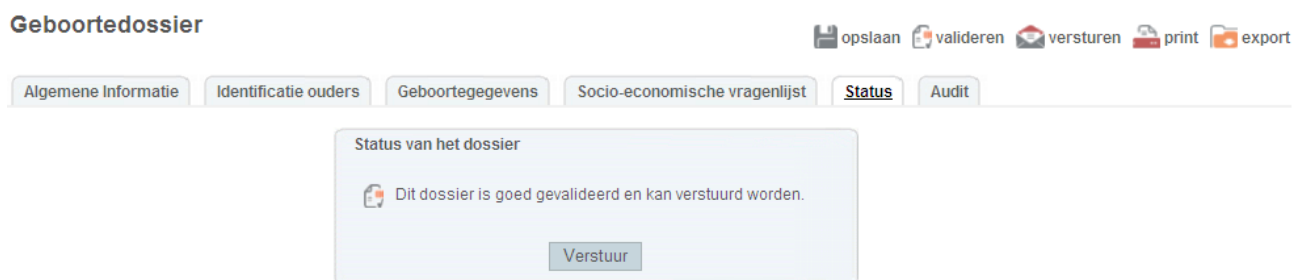 Geboortedossier
opslaan valideren versturen print export
Algemene Informatie Identificatie ouders Geboortegegevens Socio-economische vragenlijst Status Audit
Status van het dossier
Dit dossier is goed gevalideerd en kan verstuurd worden.
Verstuur